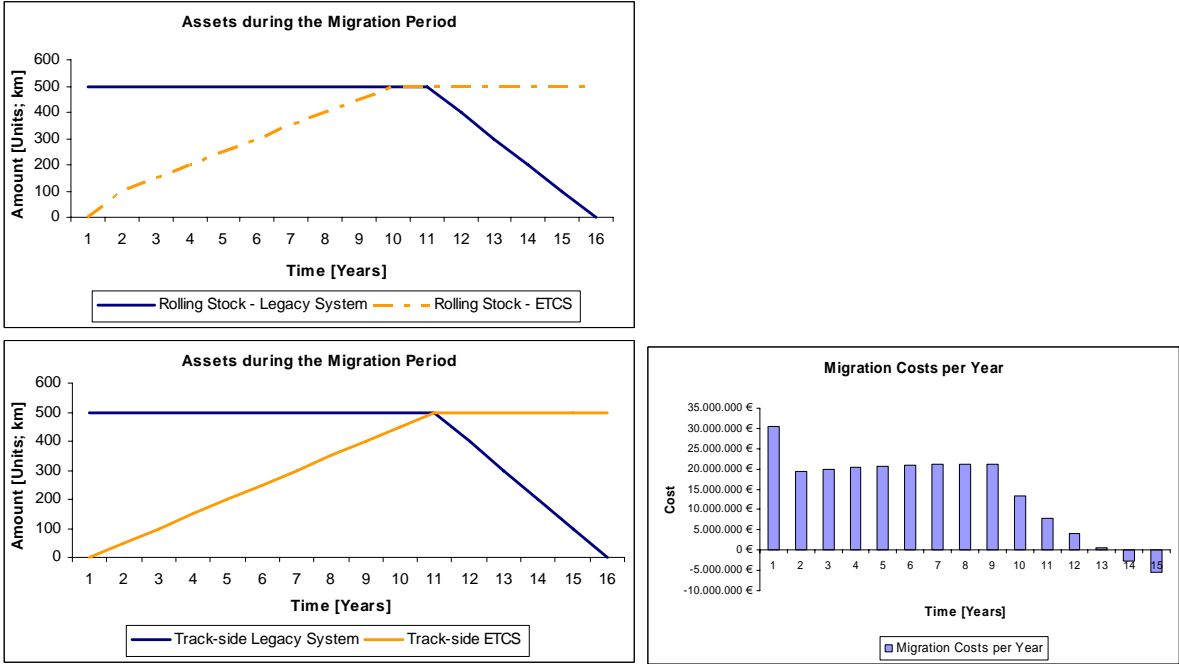 Assets during the Migration Period
600
500
400
300
200
100
0
Amount [Units; km]
1 2 3 4 5 6 7 8 9 10 11 12 13 14 15 16
Time [Years]
Rolling Stock - Legacy System Rolling Stock - ETCS
Assets during the Migration Period
600
500
400
300
200
100
0
Amount [Units; km]
1 2 3 4 5 6 7 8 9 10 11 12 13 14 15 16
Time [Years]
Track-side Legacy System Track-side ETCS
Migration Costs per Year
35.000.000 €
30.000.000 €
25.000.000 €
20.000.000 €
15.000.000 €
10.000.000 €
5.000.000 €
0 €
-5.000.000 €
-10.000.000 €
Cost
1 2 3 4 5 6 7 8 9 10 11 12 13 14 15
Time [Years]
Migration Costs per Year